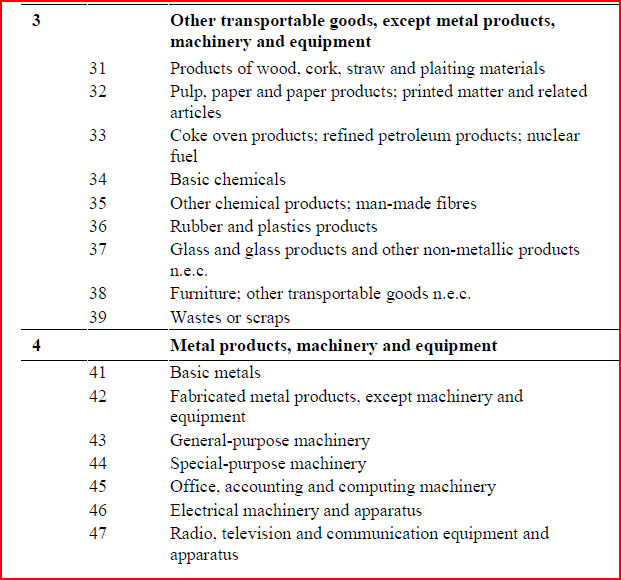 3 Other transportable goods, except metal products,
machinery and equipment
31 Products of wood, cork, straw and plaiting materials
32 Pulp, paper and paper products; printed matter and related
articles
33 Coke oven products; refined petroleum products; nuclear
fuel
34 Basic chemicals
35 Other chemical products; man-made fibres
36 Rubber and plastics products
37 Glass and glass products and other non-metallic products
n.e.c.
38 Furniture; other transportable goods n.e.c.
39 Wastes or scraps
4 Metal products, machinery and equipment
41 Basic metals
42 Fabricated metal products, except machinery and
equipment
43 General-purpose machinery
44 Special-purpose machinery
45 Office, accounting and computing machinery
46 Electrical machinery and apparatus
47 Radio, television and communication equipment and
apparatus